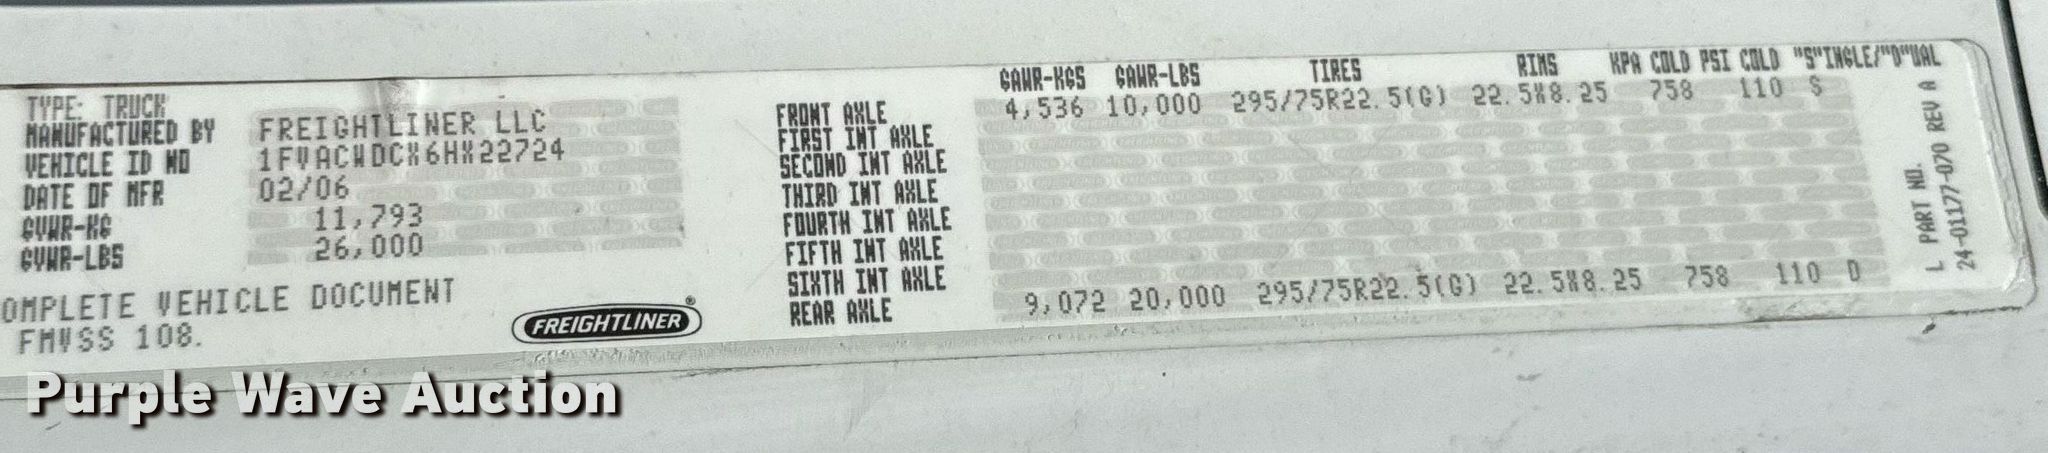 TYPE: TRUCK
MANUFACTURED BY FREIGHTLINER LLC
VEHICLE ID NO 1FVACWDCX6HX22724
DATE OF MFR 02/06
GVWR-KG 11,793
GVWR-LBS 26,000
OMPLETE VEHICLE DOCUMENT
FMVSS 108.
FREIGHTLINER®
GAWR-KGS GAWR-LBS TIRES RIMS KPA COLD PSI COLD "S"INGLE/"D"UAL
FRONT AXLE 4,536 10,000 295/75R22.5(G) 22.5X8.25 758 110 S
FIRST INT AXLE
SECOND INT AXLE
THIRD INT AXLE
FOURTH INT AXLE
FIFTH INT AXLE
SIXTH INT AXLE
REAR AXLE 9,072 20,000 295/75R22.5(G) 22.5X8.25 758 110 D
L PART NO.
24-01177-070 REV A
Purple Wave Auction